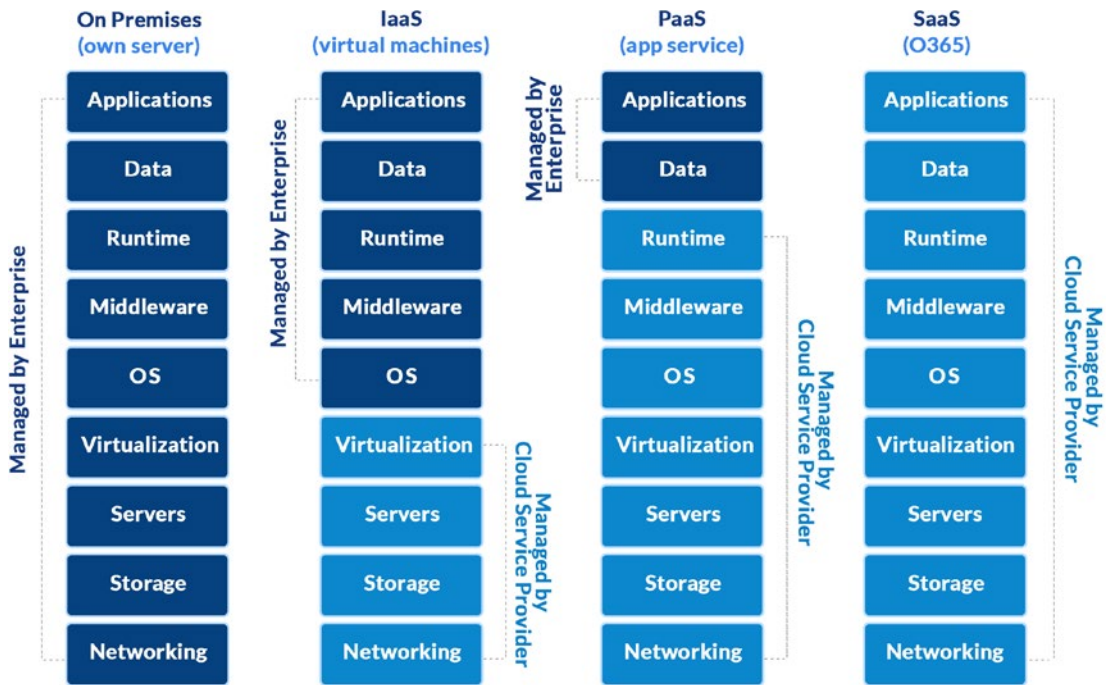 On Premises
(own server)
Managed by Enterprise
Applications
Data
Runtime
Middleware
OS
Virtualization
Servers
Storage
Networking
IaaS
(virtual machines)
Managed by Enterprise
Applications
Data
Runtime
Middleware
OS
Virtualization
Servers
Storage
Networking
Managed by
Cloud Service Provider
PaaS
(app service)
Managed by
Enterprise
Applications
Data
Runtime
Middleware
OS
Virtualization
Servers
Storage
Networking
Managed by
Cloud Service Provider
SaaS
(O365)
Applications
Data
Runtime
Middleware
OS
Virtualization
Servers
Storage
Networking
Managed by
Cloud Service Provider